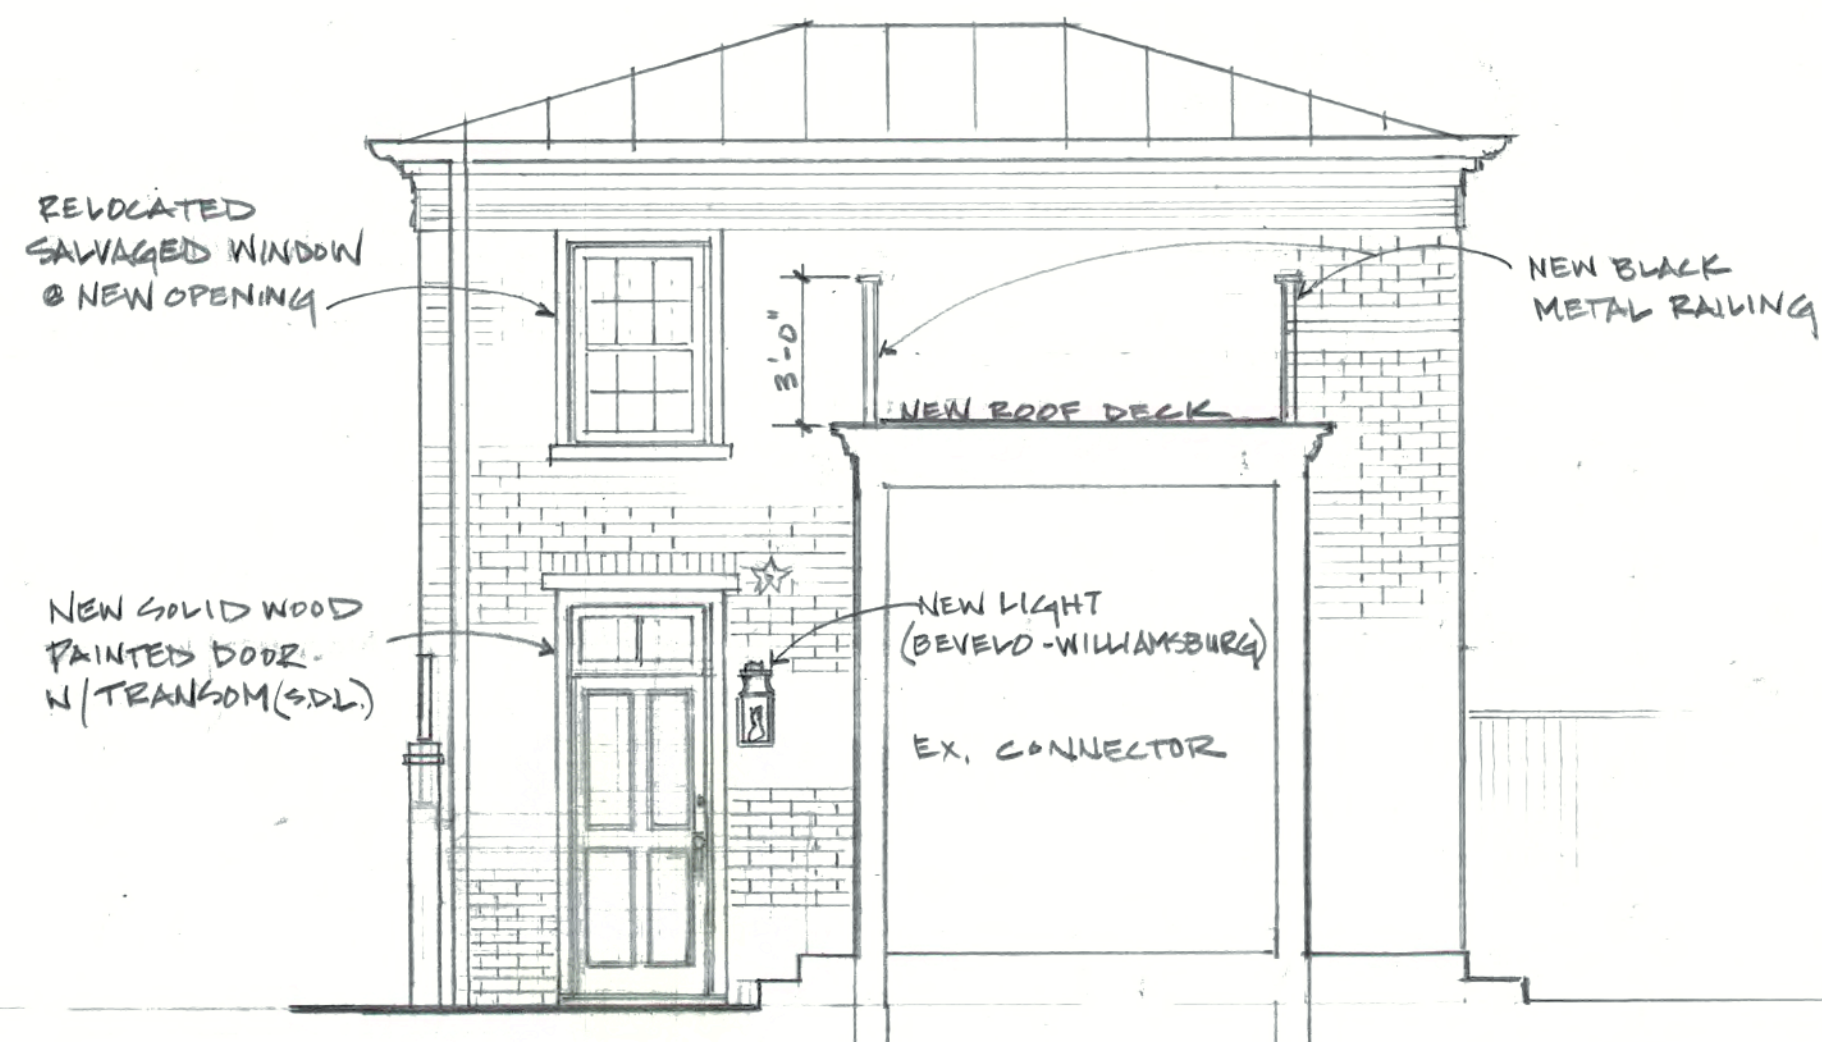 RELOCATED
SALVAGED WINDOW
@ NEW OPENING
NEW BLACK
METAL RAILING
3'-0"
NEW ROOF DECK
NEW SOLID WOOD
PAINTED DOOR
W/TRANSOM(S.D.L.)
NEW LIGHT
(BEVELO-WILLIAMSBURG)
EX. CONNECTOR